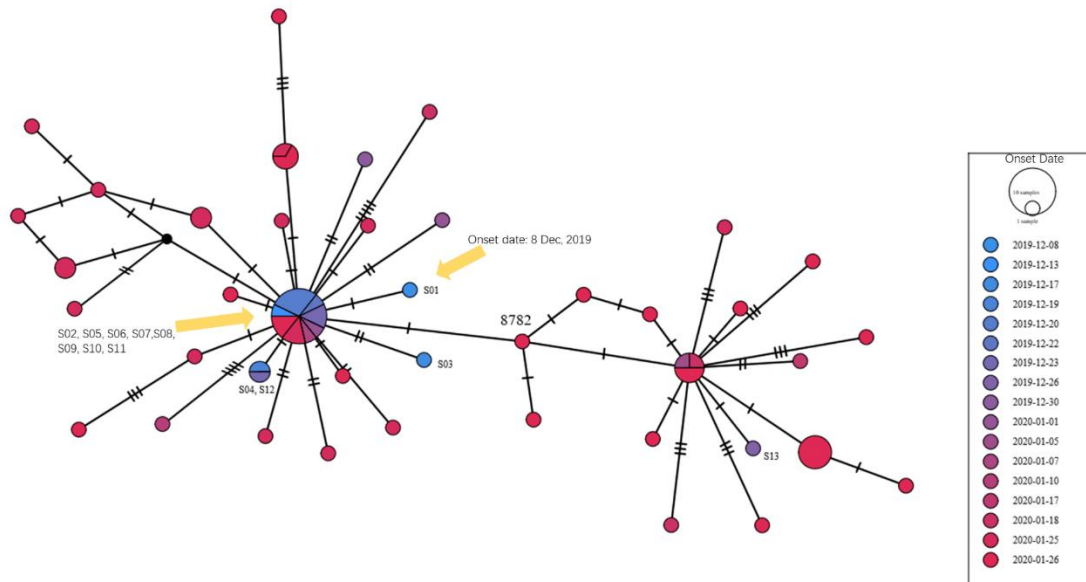 Onset date: 8 Dec, 2019
S01
S02, S05, S06, S07,S08,
S09, S10, S11
8782
S03
S04, S12
S13
Onset Date
10 samples
1 sample
2019-12-08
2019-12-13
2019-12-17
2019-12-19
2019-12-20
2019-12-22
2019-12-23
2019-12-26
2019-12-30
2020-01-01
2020-01-05
2020-01-07
2020-01-10
2020-01-17
2020-01-18
2020-01-25
2020-01-26